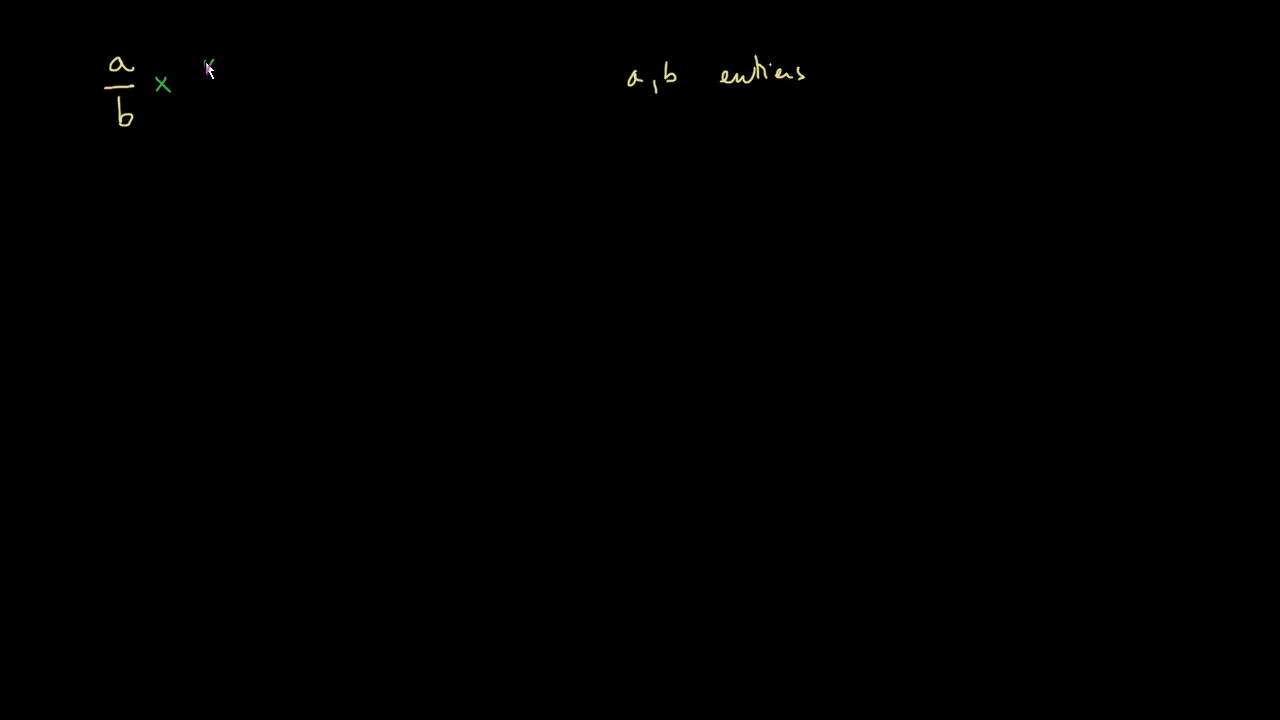 a/b ×
a, b entiers